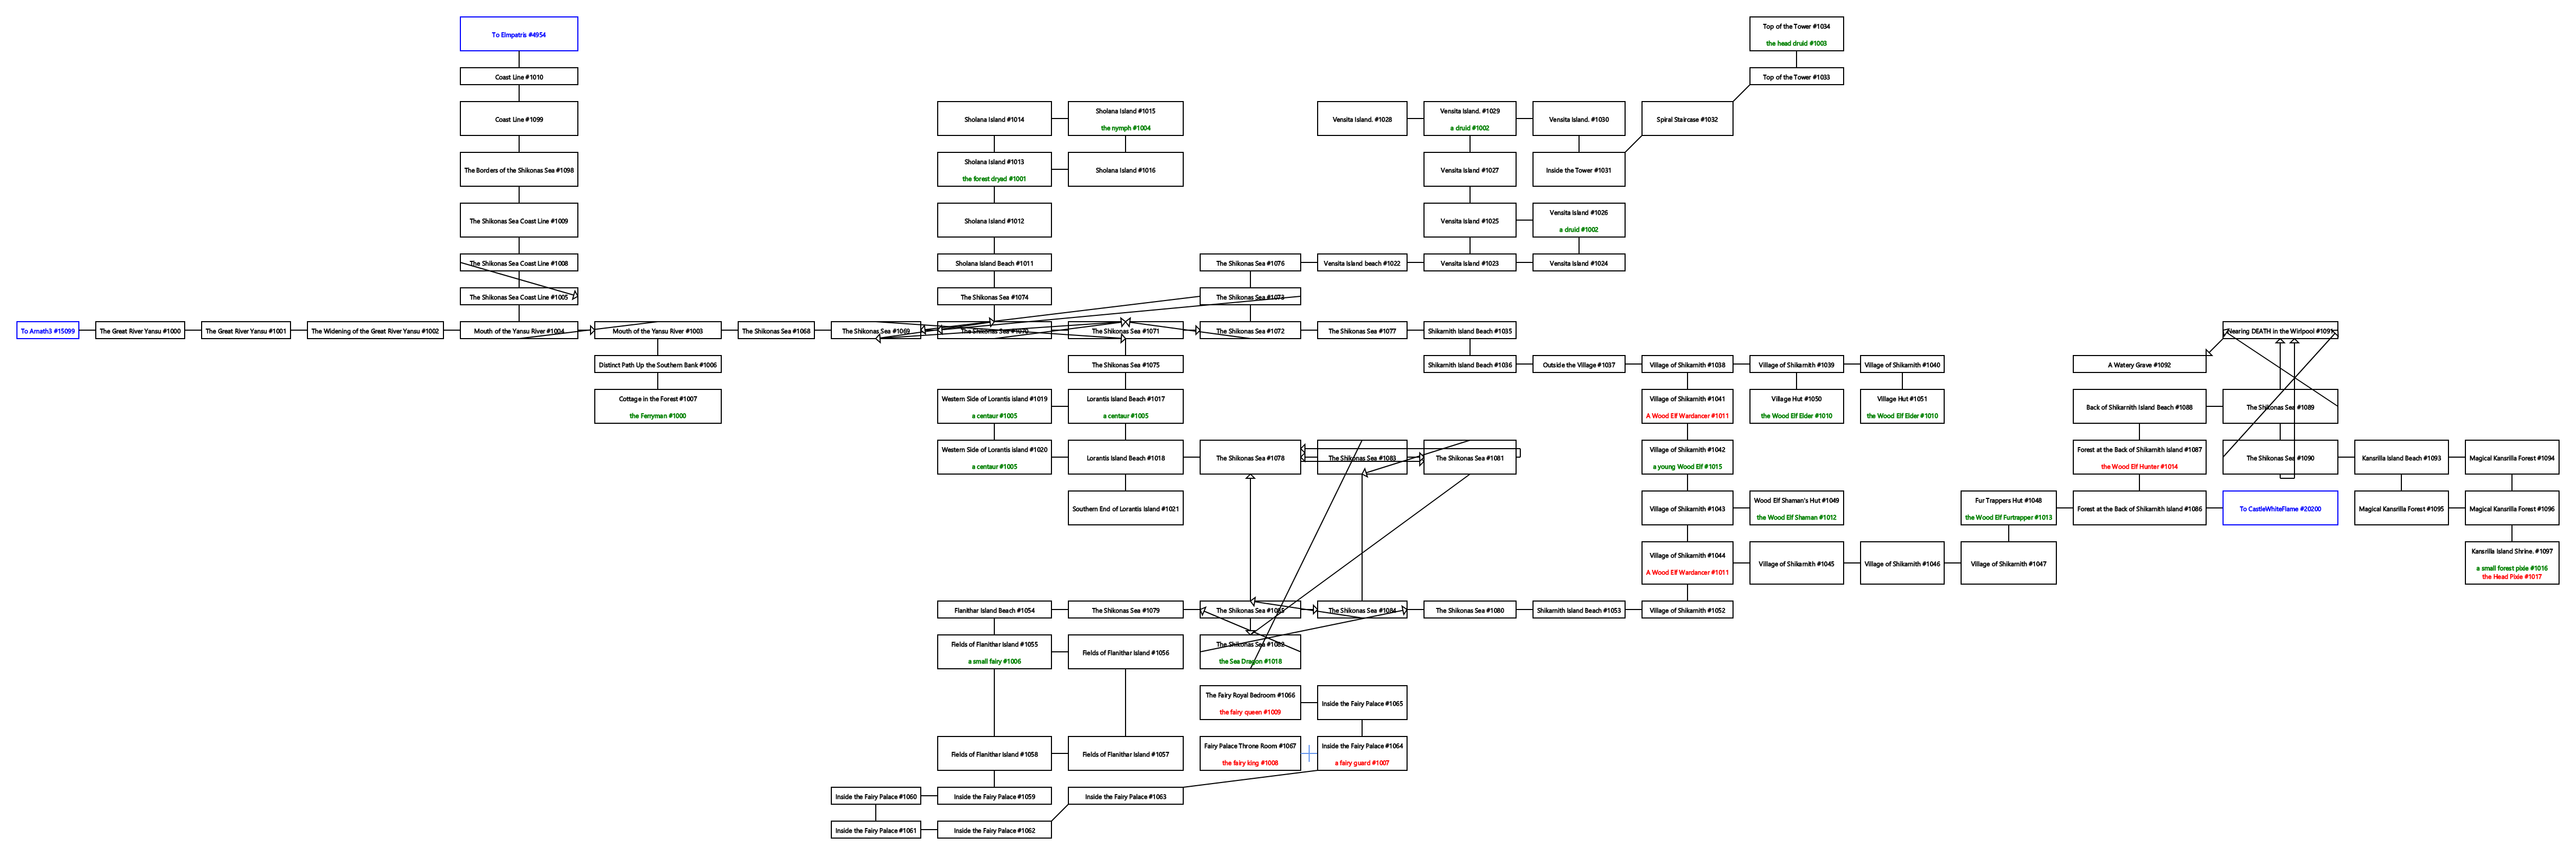 To Elmpatris #4954
Top of the Tower #1034
the head druid #1003
Coast Line #1010
Top of the Tower #1033
Coast Line #1099
Sholana Island #1014
Sholana Island #1015
the nymph #1004
Vensita Island. #1028
Vensita Island. #1029
a druid #1002
Vensita Island. #1030
Spiral Staircase #1032
The Borders of the Shikonas Sea #1098
Sholana Island #1013
the forest dryad #1001
Sholana Island #1016
Vensita Island #1027
Inside the Tower #1031
The Shikonas Sea Coast Line #1009
Sholana Island #1012
Vensita Island #1025
Vensita Island #1026
a druid #1002
The Shikonas Sea Coast Line #1008
Sholana Island Beach #1011
The Shikonas Sea #1076
Vensita Island beach #1022
Vensita Island #1023
Vensita Island #1024
The Shikonas Sea Coast Line #1005
The Shikonas Sea #1074
The Shikonas Sea #1073
To Arnath3 #15099
The Great River Yansu #1000
The Great River Yansu #1001
The Widening of the Great River Yansu #1002
Mouth of the Yansu River #1004
Mouth of the Yansu River #1003
The Shikonas Sea #1068
The Shikonas Sea #1069
The Shikonas Sea #1070
The Shikonas Sea #1071
The Shikonas Sea #1072
The Shikonas Sea #1077
Shikarnith Island Beach #1035
Nearing DEATH in the Wirlpool #1091
Distinct Path Up the Southern Bank #1006
The Shikonas Sea #1075
Shikarnith Island Beach #1036
Outside the Village #1037
Village of Shikarnith #1038
Village of Shikarnith #1039
Village of Shikarnith #1040
A Watery Grave #1092
Cottage in the Forest #1007
the Ferryman #1000
Western Side of Lorantis island #1019
a centaur #1005
Lorantis Island Beach #1017
a centaur #1005
Village of Shikarnith #1041
A Wood Elf Wardancer #1011
Village Hut #1050
the Wood Elf Elder #1010
Village Hut #1051
the Wood Elf Elder #1010
Back of Shikarnith Island Beach #1088
The Shikonas Sea #1089
Western Side of Lorantis island #1020
a centaur #1005
Lorantis Island Beach #1018
The Shikonas Sea #1078
The Shikonas Sea #1083
The Shikonas Sea #1081
Village of Shikarnith #1042
a young Wood Elf #1015
Forest at the Back of Shikarnith Island #1087
the Wood Elf Hunter #1014
The Shikonas Sea #1090
Kansrilla Island Beach #1093
Magical Kansrilla Forest #1094
Southern End of Lorantis Island #1021
Village of Shikarnith #1043
Wood Elf Shaman's Hut #1049
the Wood Elf Shaman #1012
Fur Trappers Hut #1048
the Wood Elf Furtrapper #1013
Forest at the Back of Shikarnith Island #1086
To CastleWhiteFlame #20200
Magical Kansrilla Forest #1095
Magical Kansrilla Forest #1096
Village of Shikarnith #1044
A Wood Elf Wardancer #1011
Village of Shikarnith #1045
Village of Shikarnith #1046
Village of Shikarnith #1047
Kansrilla Island Shrine. #1097
a small forest pixie #1016
the Head Pixie #1017
Flanithar Island Beach #1054
The Shikonas Sea #1079
The Shikonas Sea #1085
The Shikonas Sea #1084
The Shikonas Sea #1080
Shikarnith Island Beach #1053
Village of Shikarnith #1052
Fields of Flanithar Island #1055
a small fairy #1006
Fields of Flanithar Island #1056
The Shikonas Sea #1082
the Sea Dragon #1018
The Fairy Royal Bedroom #1066
the fairy queen #1009
Inside the Fairy Palace #1065
Fields of Flanithar Island #1058
Fields of Flanithar Island #1057
Fairy Palace Throne Room #1067
the fairy king #1008
Inside the Fairy Palace #1064
a fairy guard #1007
Inside the Fairy Palace #1060
Inside the Fairy Palace #1059
Inside the Fairy Palace #1063
Inside the Fairy Palace #1061
Inside the Fairy Palace #1062